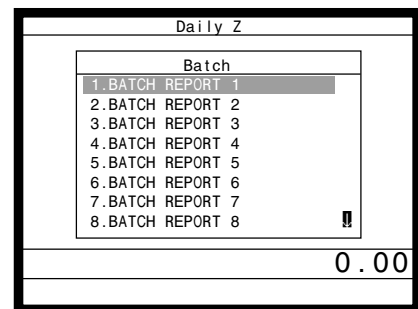 Daily Z
Batch
1.BATCH REPORT 1
2.BATCH REPORT 2
3.BATCH REPORT 3
4.BATCH REPORT 4
5.BATCH REPORT 5
6.BATCH REPORT 6
7.BATCH REPORT 7
8.BATCH REPORT 8
0.00